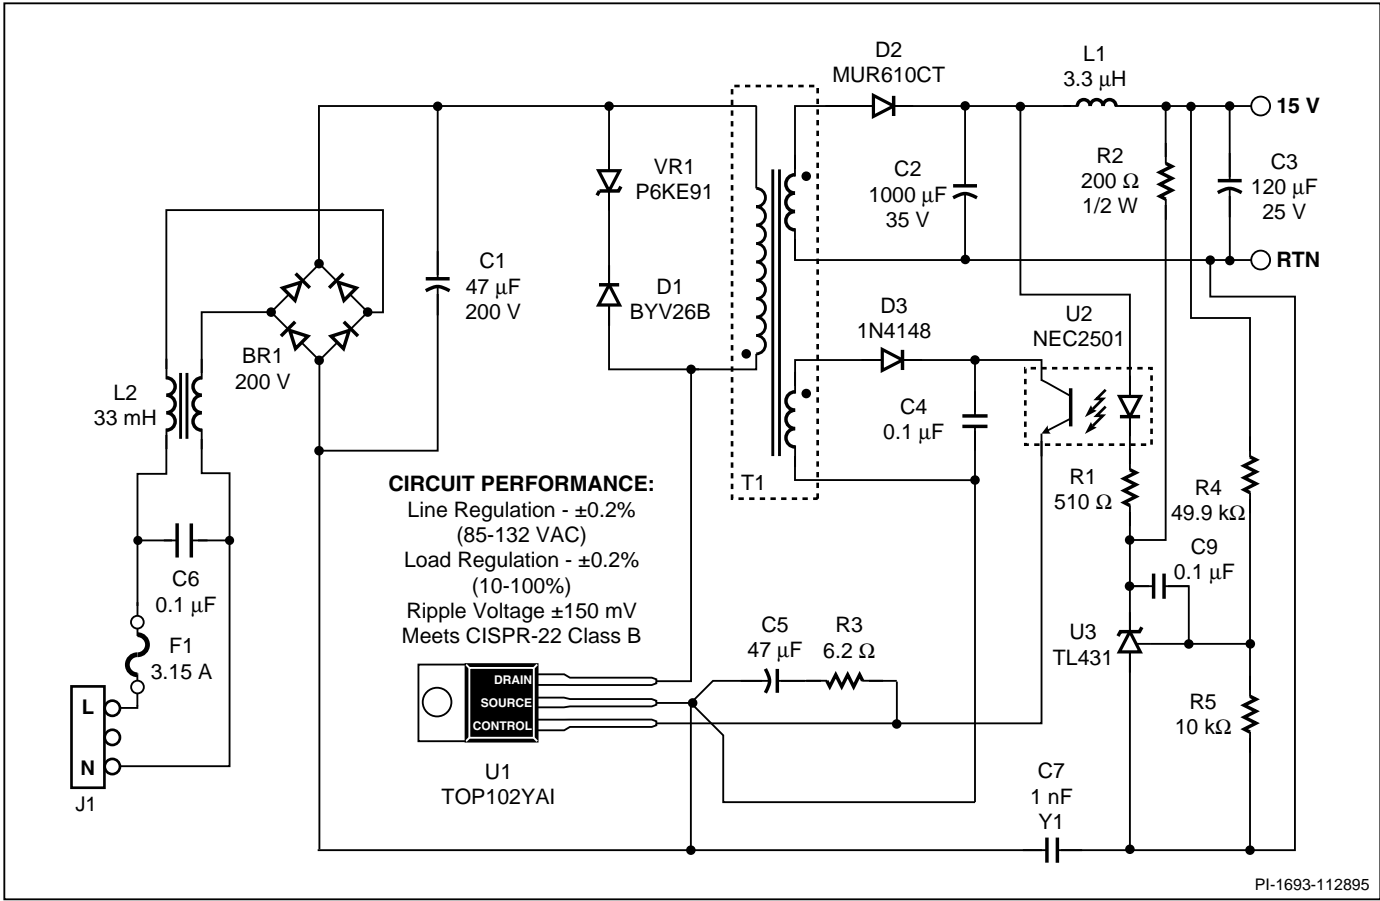 D2
MUR610CT
L1
3.3 µH
15 V
VR1
P6KE91
C2
1000 µF
35 V
R2
200 Ω
1/2 W
C3
120 µF
25 V
C1
47 µF
200 V
RTN
D1
BYV26B
D3
1N4148
U2
NEC2501
BR1
200 V
L2
33 mH
C4
0.1 µF
T1
R1
510 Ω
R4
49.9 kΩ
CIRCUIT PERFORMANCE:
Line Regulation - ±0.2%
(85-132 VAC)
Load Regulation - ±0.2%
(10-100%)
Ripple Voltage ±150 mV
Meets CISPR-22 Class B
C9
0.1 µF
C6
0.1 µF
F1
3.15 A
C5
47 µF
R3
6.2 Ω
U3
TL431
L
N
J1
DRAIN
SOURCE
CONTROL
U1
TOP102YAI
R5
10 kΩ
C7
1 nF
Y1
PI-1693-112895